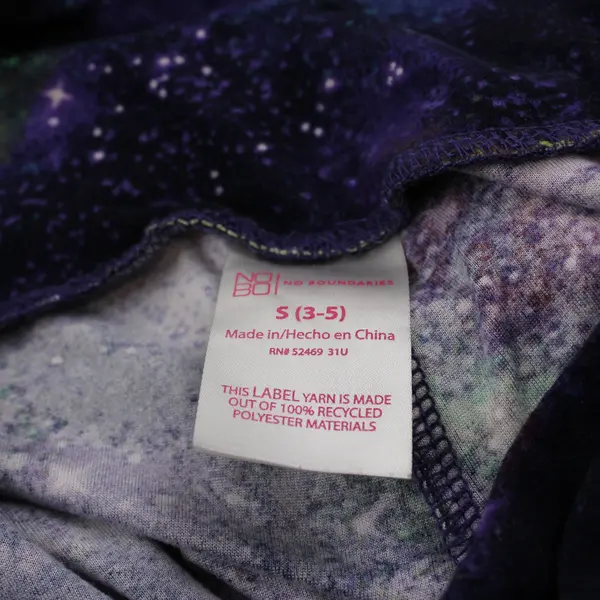 NO
BO
NO BOUNDARIES
S (3-5)
Made in/Hecho en China
RN# 52469 31U
THIS LABEL YARN IS MADE
OUT OF 100% RECYCLED
POLYESTER MATERIALS